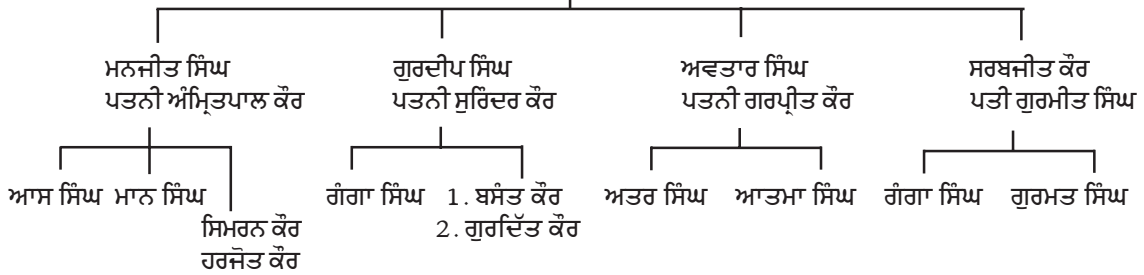 ਮਨਜੀਤ ਸਿੰਘ ਗੁਰਦੀਪ ਸਿੰਘ ਅਵਤਾਰ ਸਿੰਘ ਸਰਬਜੀਤ ਕੌਰ
ਪਤਨੀ ਅੰਮ੍ਰਿਤਪਾਲ ਕੌਰ ਪਤਨੀ ਸੁਰਿੰਦਰ ਕੌਰ ਪਤਨੀ ਗਰਪ੍ਰੀਤ ਕੌਰ ਪਤੀ ਗੁਰਮੀਤ ਸਿੰਘ
ਆਸ ਸਿੰਘ ਮਾਨ ਸਿੰਘ ਗੰਗਾ ਸਿੰਘ 1. ਬਸੰਤ ਕੌਰ ਅਤਰ ਸਿੰਘ ਆਤਮਾ ਸਿੰਘ ਗੰਗਾ ਸਿੰਘ ਗੁਰਮਤ ਸਿੰਘ
ਸਿਮਰਨ ਕੌਰ 2. ਗੁਰਦਿੱਤ ਕੌਰ
ਹਰਜੋਤ ਕੌਰ